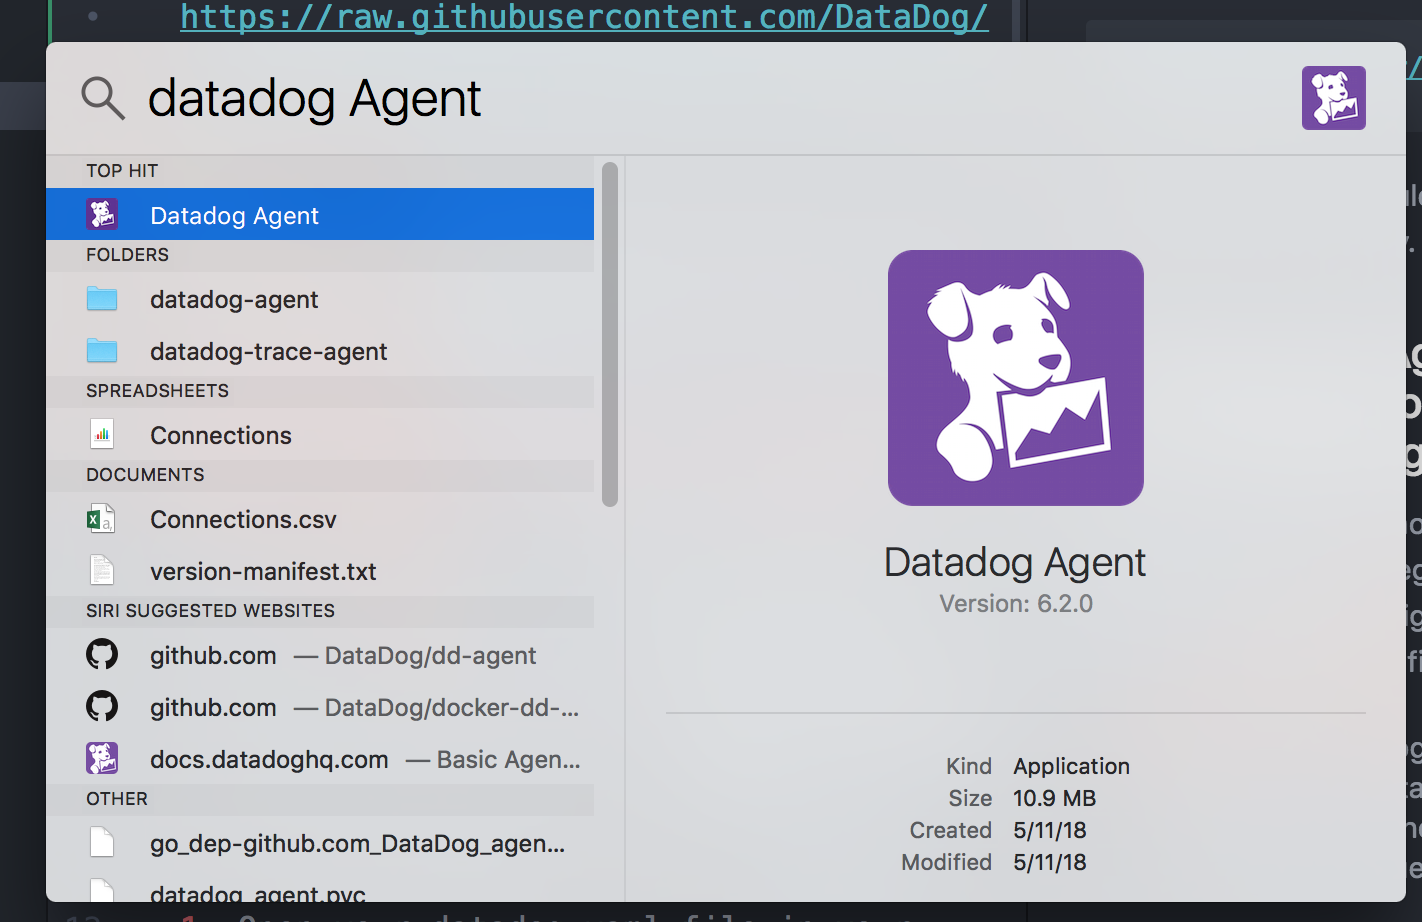 https://raw.githubusercontent.com/DataDog/
datadog Agent
TOP HIT
Datadog Agent
FOLDERS
datadog-agent
datadog-trace-agent
SPREADSHEETS
Connections
DOCUMENTS
Connections.csv
version-manifest.txt
SIRI SUGGESTED WEBSITES
github.com — DataDog/dd-agent
github.com — DataDog/docker-dd-...
docs.datadoghq.com — Basic Agen...
OTHER
go_dep-github.com_DataDog_agen...
datadog_agent.pyc
Datadog Agent
Version: 6.2.0
Kind Application
Size 10.9 MB
Created 5/11/18
Modified 5/11/18